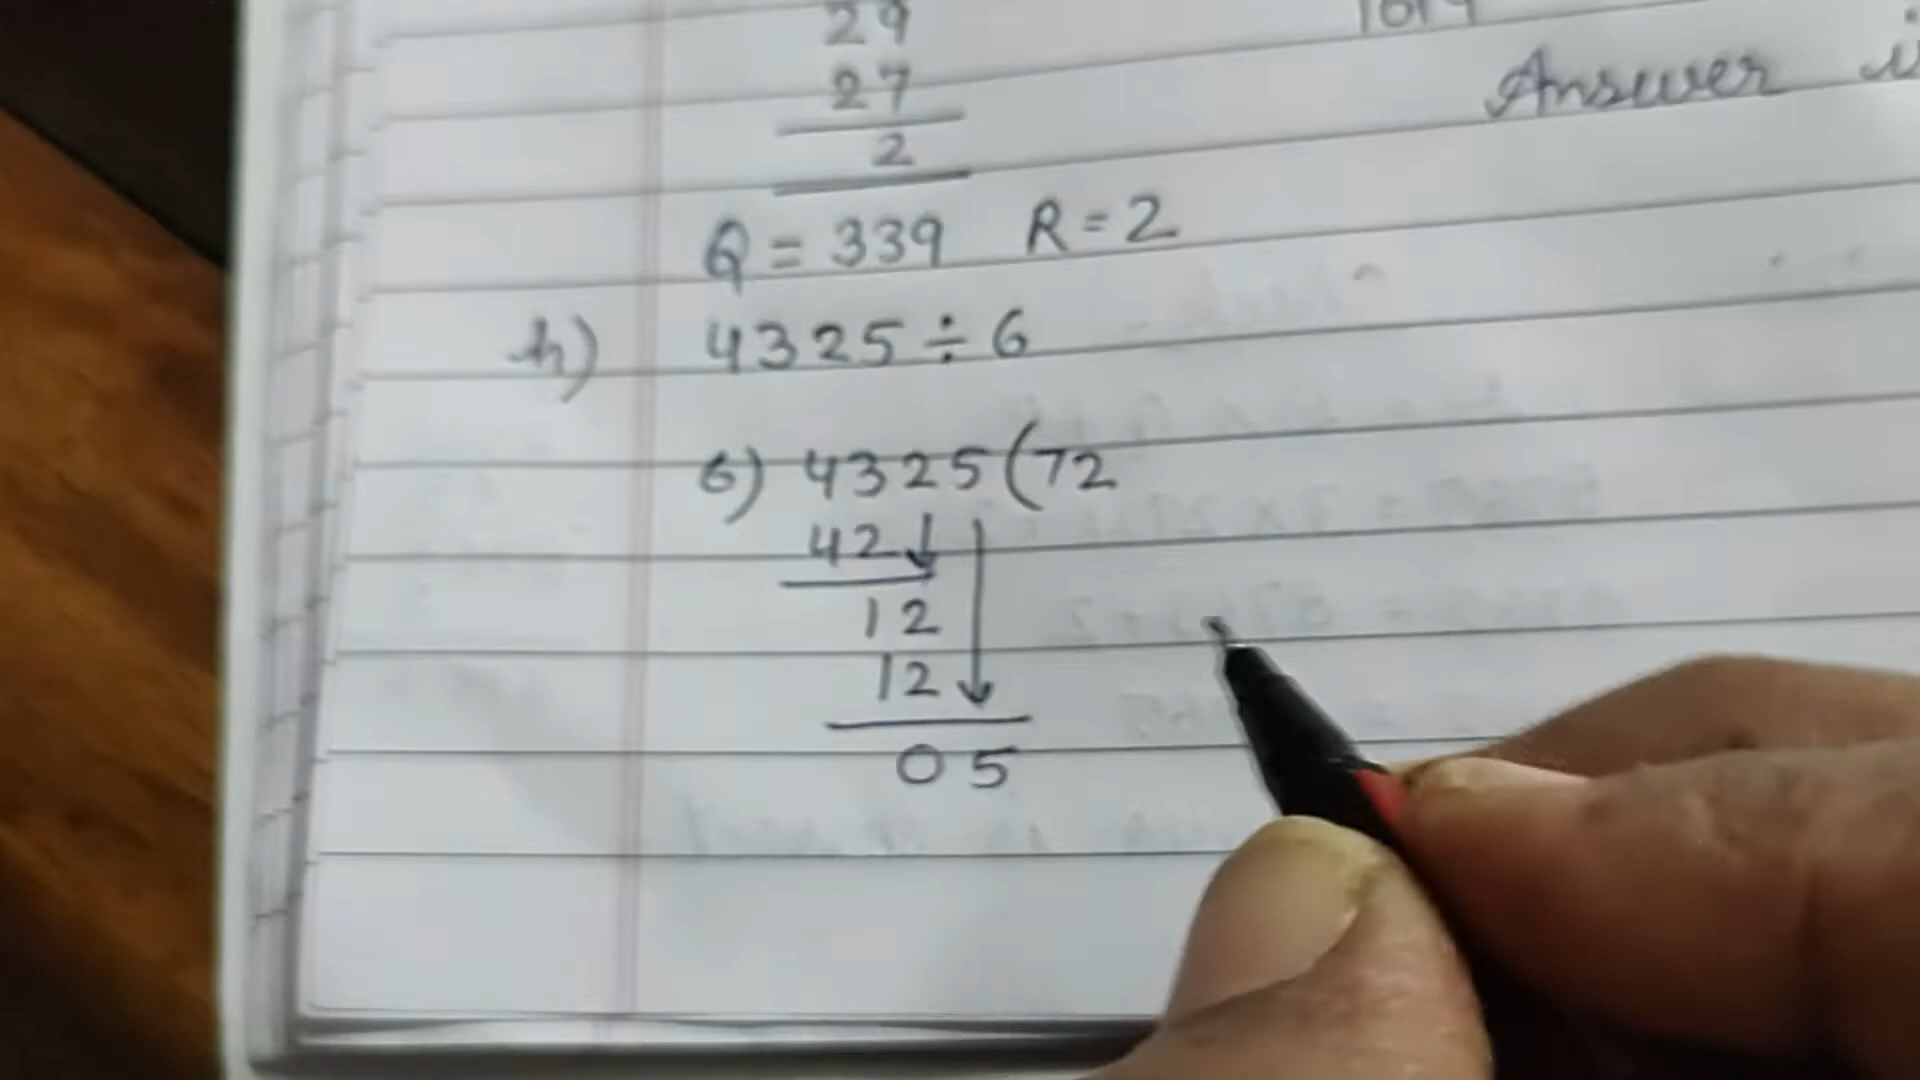 29
27
2
Answer
Q = 339 R = 2
h) 4325 ÷ 6
6) 4325 (72
42
12
12
05